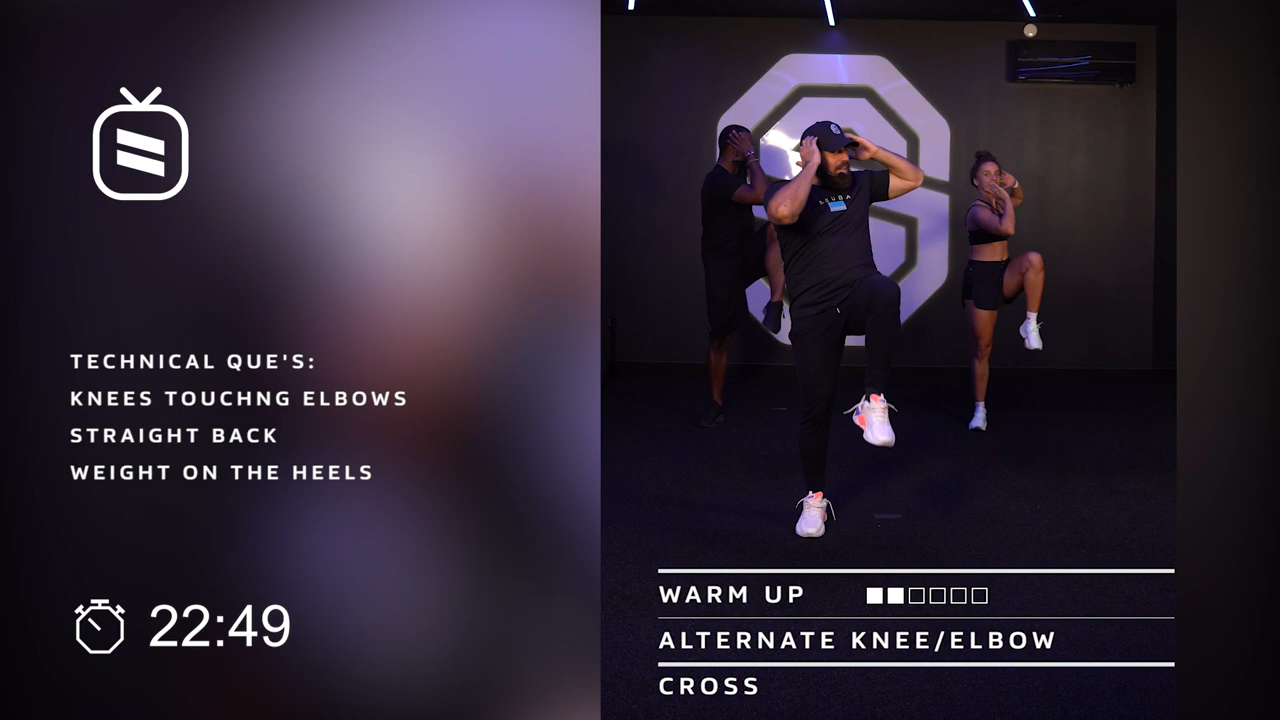 TECHNICAL QUE'S:
KNEES TOUCHNG ELBOWS
STRAIGHT BACK
WEIGHT ON THE HEELS
22:49
WARM UP
ALTERNATE KNEE/ELBOW
CROSS